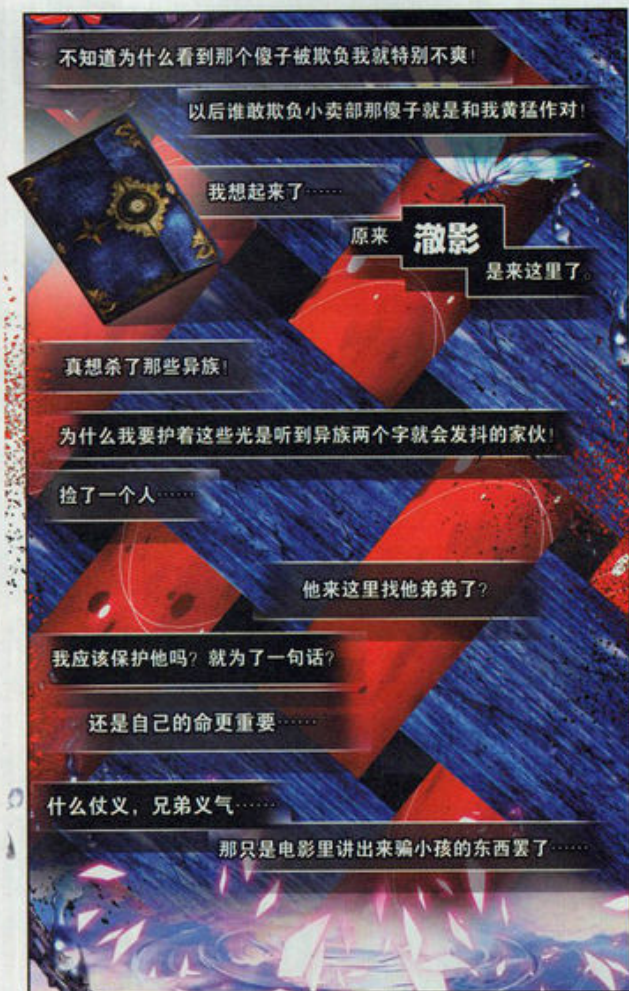 不知道为什么看到那个傻子被欺负我就特别不爽!
以后谁敢欺负小卖部那傻子就是和我黄猛作对!
我想起来了……
原来 澈影 是来这里了。
真想杀了那些异族!
为什么我要护着这些光是听到异族两个字就会发抖的家伙!
捡了一个人……
他来这里找他弟弟了?
我应该保护他吗?就为了一句话?
还是自己的命更重要……
什么仗义,兄弟义气……
那只是电影里讲出来骗小孩的东西罢了……